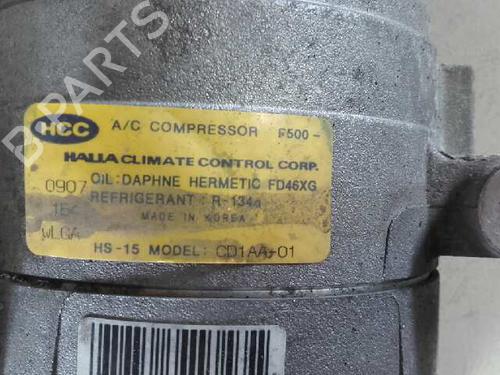 B PARTS
HCC A/C COMPRESSOR F500-
HALLA CLIMATE CONTROL CORP.
0907 OIL:DAPHNE HERMETIC FD46XG
REFRIGERANT : R-134a
MADE IN KOREA
HS-15 MODEL: CD1AA-01